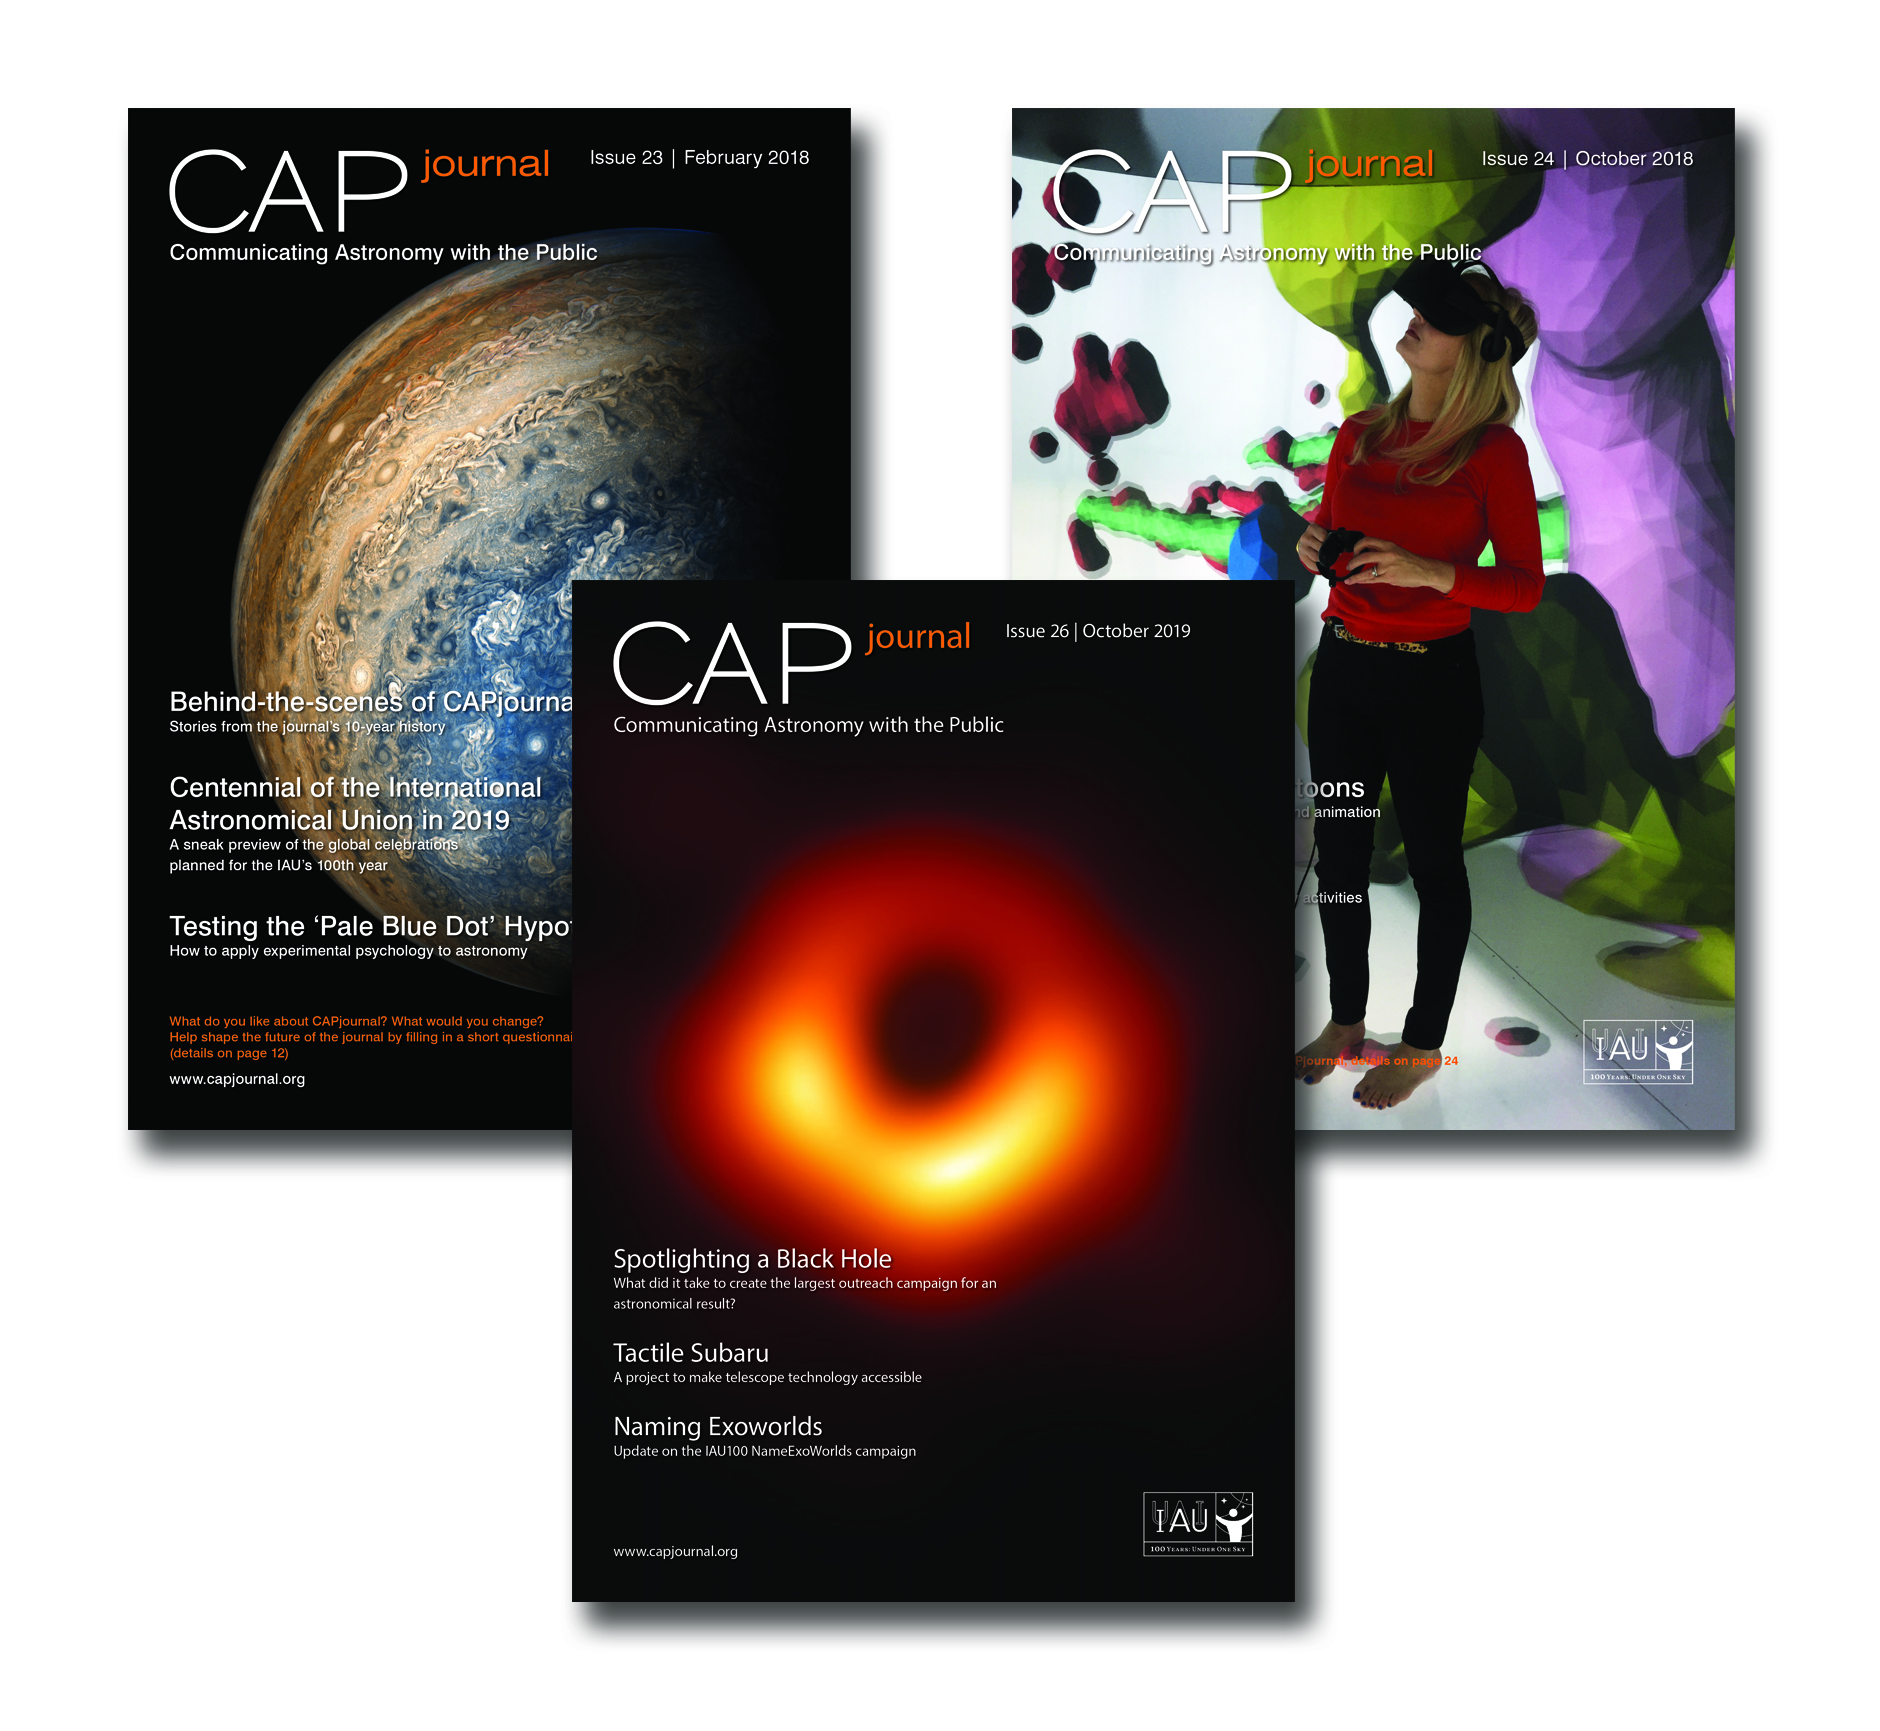 CAP journal Issue 23 | February 2018
Communicating Astronomy with the Public
Behind-the-scenes of
Stories from the journal's 10-year history
Centennial of the International
Astronomical Union in 2019
A sneak preview of the global celebrations
planned for the IAU's 100th year
Testing the ‘Pale Blue Dot’
How to apply experimental psychology to astronomy
What do you like about CAPjournal? What would you change?
Help shape the future of the journal by filling in a short
(details on page 12)
www.capjournal.org
CAP journal Issue 24 | October 2018
Communicating Astronomy with the Public
animation
activities
details on page 24
IAU
100 Years: Under One Sky
CAP journal Issue 26 | October 2019
Communicating Astronomy with the Public
Spotlighting a Black Hole
What did it take to create the largest outreach campaign for an
astronomical result?
Tactile Subaru
A project to make telescope technology accessible
Naming Exoworlds
Update on the IAU100 NameExoWorlds campaign
www.capjournal.org
IAU
100 Years: Under One Sky